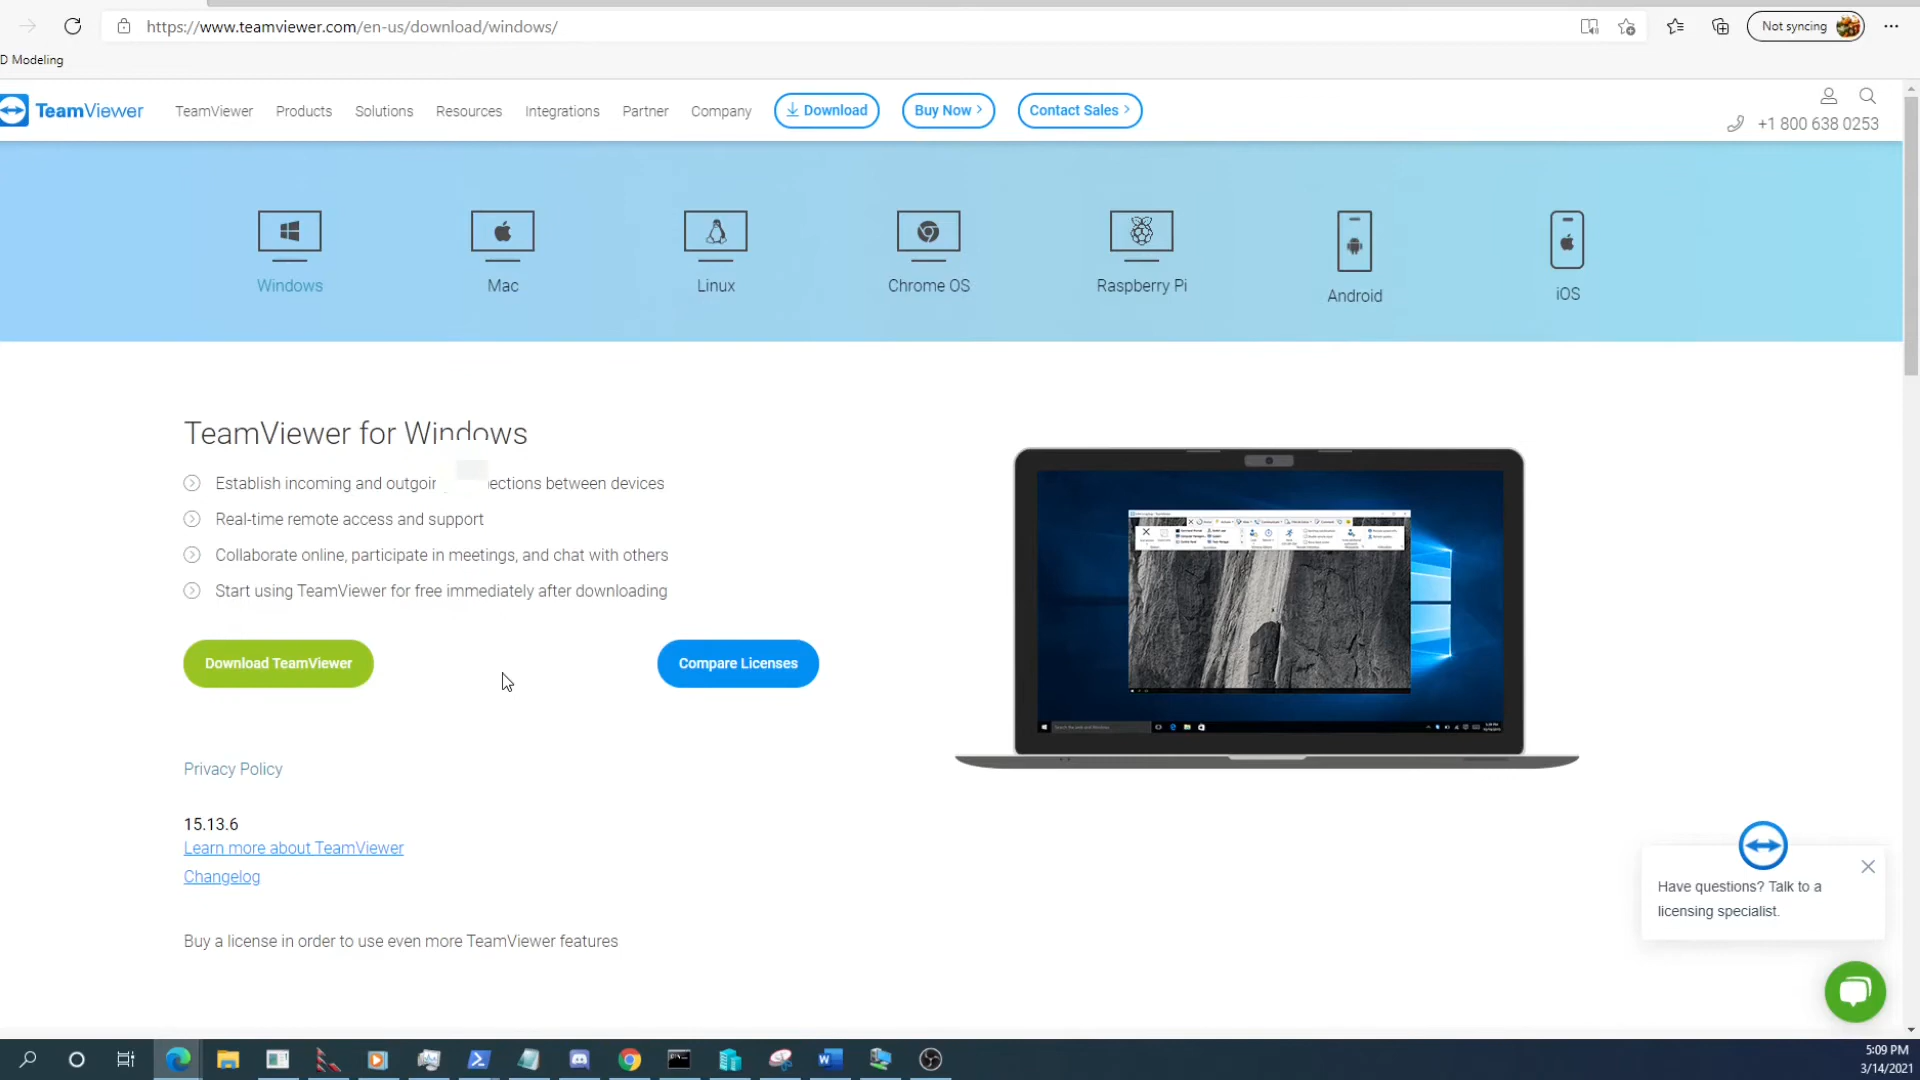 https://www.teamviewer.com/en-us/download/windows/
Not syncing
D Modeling
TeamViewer
TeamViewer
Products
Solutions
Resources
Integrations
Partner
Company
Download
Buy Now
Contact Sales
+1 800 638 0253
Windows
Mac
Linux
Chrome OS
Raspberry Pi
Android
iOS
TeamViewer for Windows
Establish incoming and outgoin ections between devices
Real-time remote access and support
Collaborate online, participate in meetings, and chat with others
Start using TeamViewer for free immediately after downloading
Download TeamViewer
Compare Licenses
Privacy Policy
15.13.6
Learn more about TeamViewer
Changelog
Buy a license in order to use even more TeamViewer features
Have questions? Talk to a
licensing specialist.
5:09 PM
3/14/2021